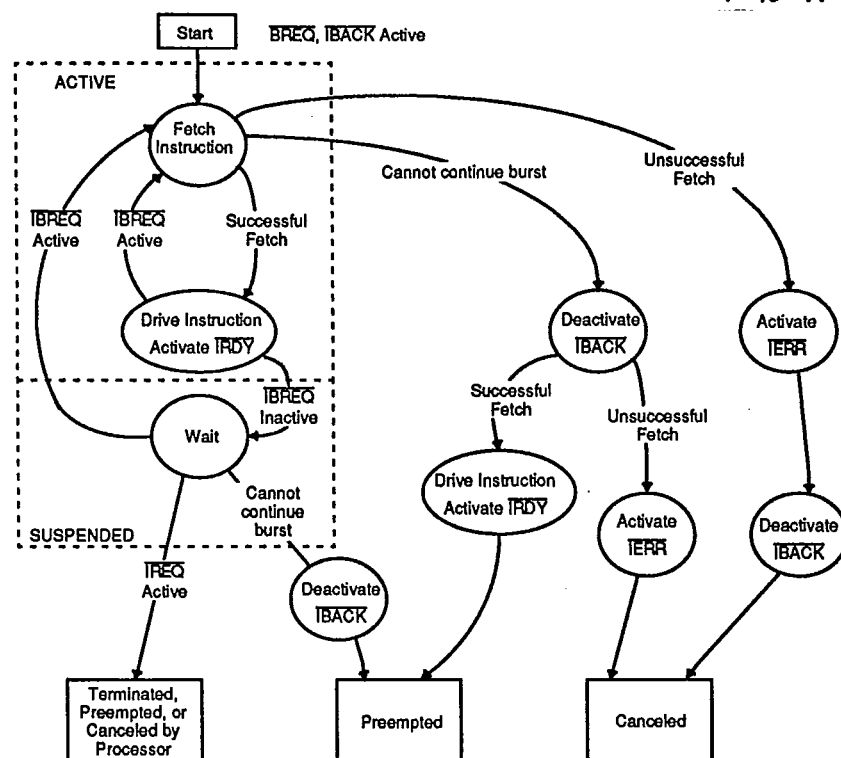 Start
BREQ, IBACK Active
ACTIVE
Fetch
Instruction
Cannot continue burst
Unsuccessful
Fetch
IBREQ
Active
IBREQ
Active
Successful
Fetch
Drive Instruction
Activate IRDY
Deactivate
IBACK
Activate
IERR
IBREQ
Inactive
Successful
Fetch
Unsuccessful
Fetch
Wait
Cannot
continue
burst
Drive Instruction
Activate IRDY
SUSPENDED
Activate
IERR
Deactivate
IBACK
IREQ
Active
Deactivate
IBACK
Terminated,
Preempted, or
Canceled by
Processor
Preempted
Canceled